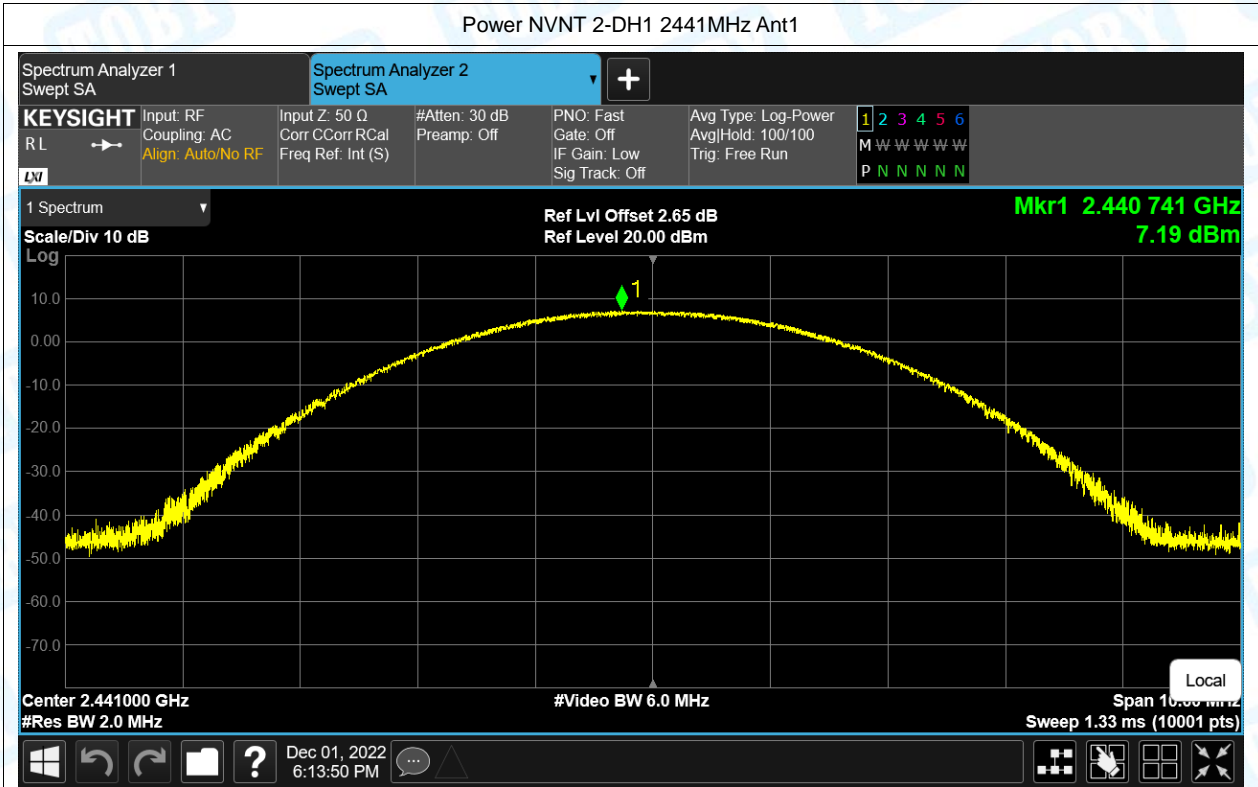 Power NVNT 2-DH1 2441MHz Ant1
Spectrum Analyzer 1
Swept SA
Spectrum Analyzer 2
Swept SA
KEYSIGHT
RL
LXI
Input: RF
Coupling: AC
Align: Auto/No RF
Input Z: 50 Ω
Corr CCorr RCal
Freq Ref: Int (S)
#Atten: 30 dB
Preamp: Off
PNO: Fast
Gate: Off
IF Gain: Low
Sig Track: Off
Avg Type: Log-Power
Avg|Hold: 100/100
Trig: Free Run
1 2 3 4 5 6
M W W W W W
P N N N N N
1 Spectrum
Scale/Div 10 dB
Log
Ref Lvl Offset 2.65 dB
Ref Level 20.00 dBm
Mkr1 2.440 741 GHz
7.19 dBm
1
10.0
0.00
-10.0
-20.0
-30.0
-40.0
-50.0
-60.0
-70.0
Local
Center 2.441000 GHz
#Video BW 6.0 MHz
Span 10.00 MHz
#Res BW 2.0 MHz
Sweep 1.33 ms (10001 pts)
?
Dec 01, 2022
6:13:50 PM